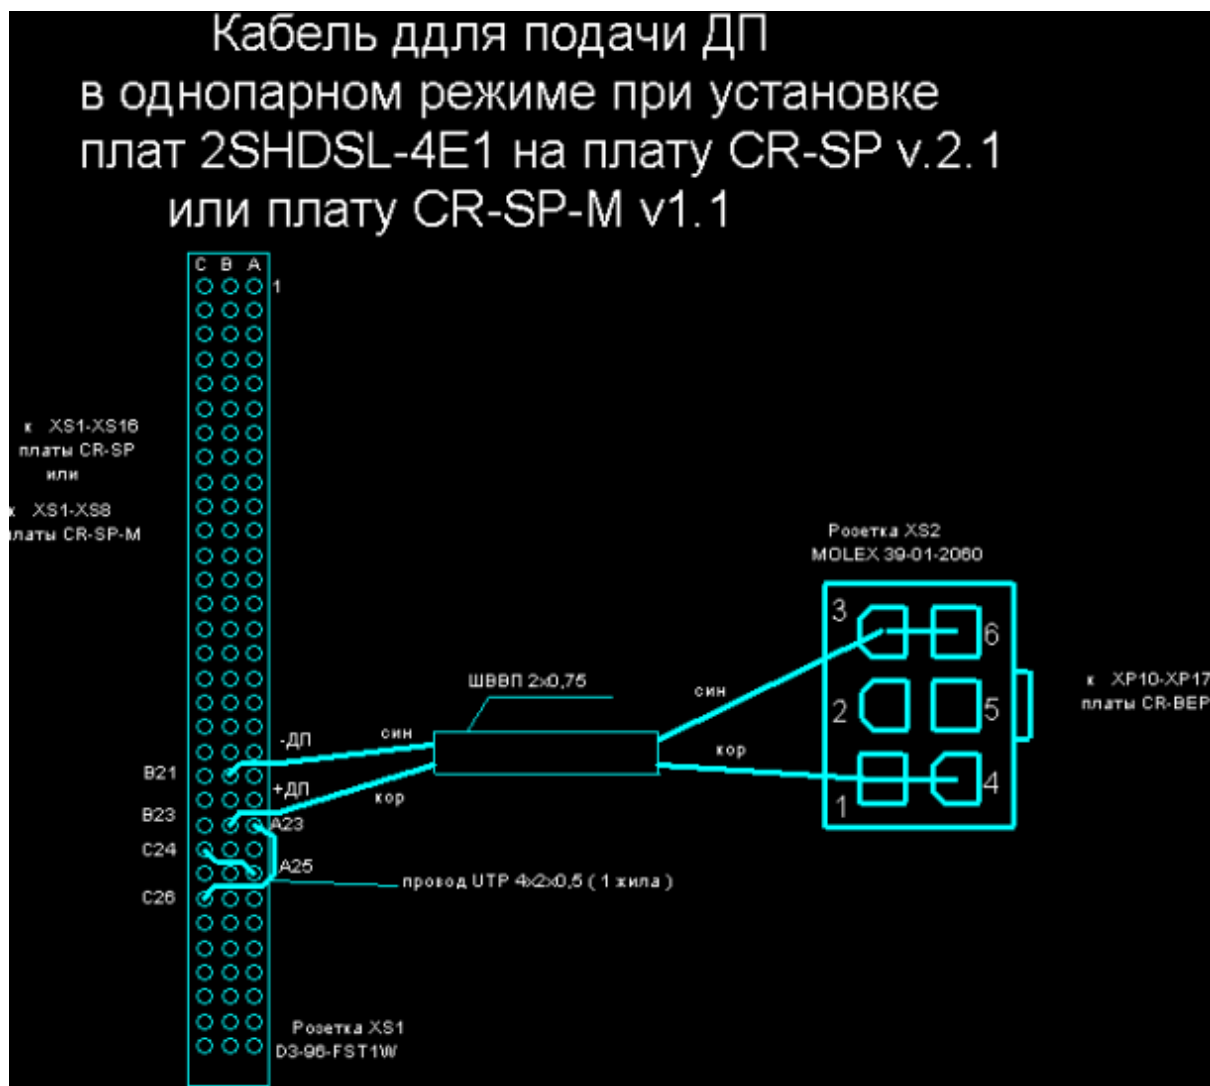 Кабель ддля подачи ДП
в однопарном режиме при установке
плат 2SHDSL-4E1 на плату CR-SP v.2.1
или плату CR-SP-M v1.1
C B A
1
к XS1-XS16
платы CR-SP
или
к XS1-XS8
платы CR-SP-M
Розетка XS2
MOLEX 39-01-2060
3
6
2
5
1
4
к XP10-XP17
платы CR-BEP
ШВВП 2x0,75
син
кор
-ДП
син
+ДП
кор
B21
B23
A23
C24
A25
C26
провод UTP 4x2x0,5 ( 1 жила )
Розетка XS1
D3-96-FST1W